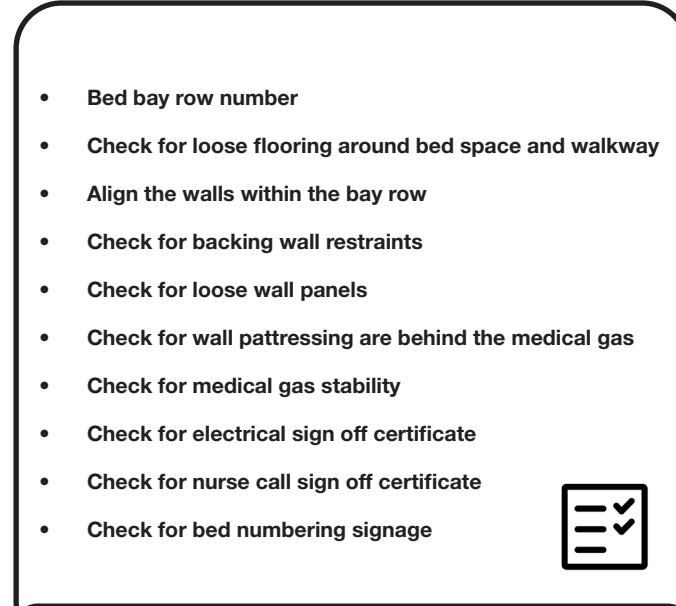 • Bed bay row number
• Check for loose flooring around bed space and walkway
• Align the walls within the bay row
• Check for backing wall restraints
• Check for loose wall panels
• Check for wall pattressing are behind the medical gas
• Check for medical gas stability
• Check for electrical sign off certificate
• Check for nurse call sign off certificate
• Check for bed numbering signage